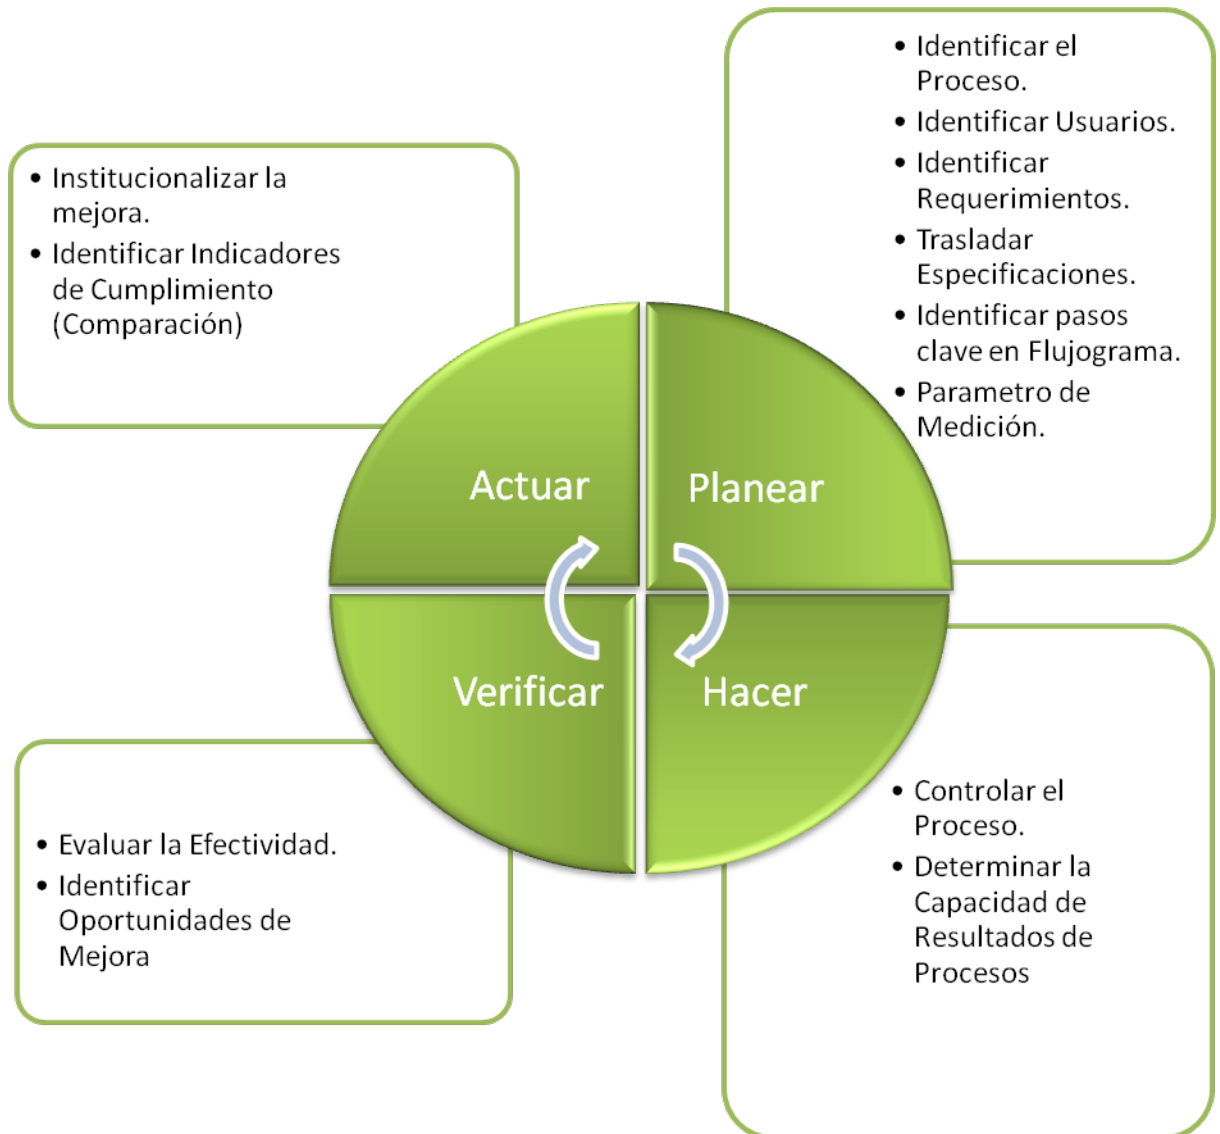 • Institucionalizar la
mejora.
• Identificar Indicadores
de Cumplimiento
(Comparación)
• Identificar el
Proceso.
• Identificar Usuarios.
• Identificar
Requerimientos.
• Trasladar
Especificaciones.
• Identificar pasos
clave en Flujograma.
• Parametro de
Medición.
Actuar
Planear
Verificar
Hacer
• Evaluar la Efectividad.
• Identificar
Oportunidades de
Mejora
• Controlar el
Proceso.
• Determinar la
Capacidad de
Resultados de
Procesos